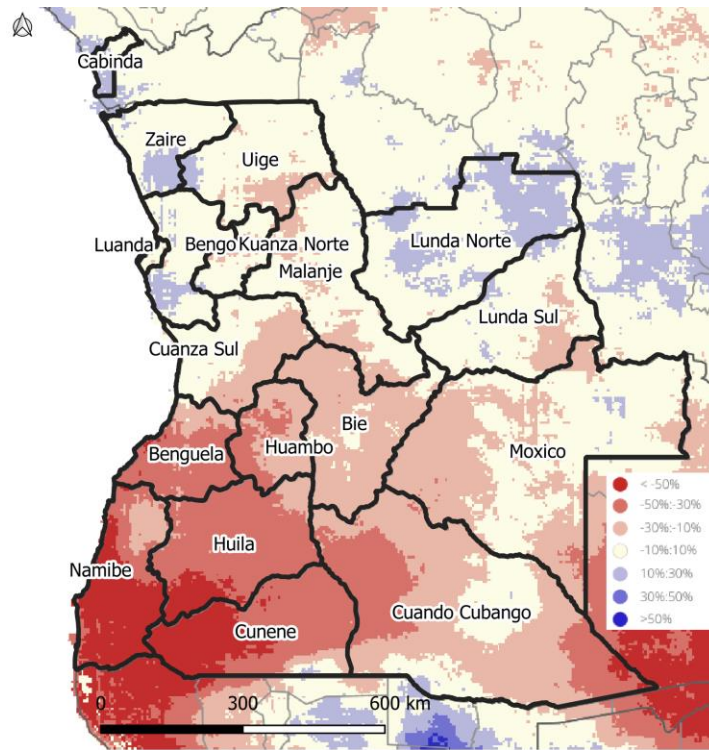 Cabinda
Zaire
Uige
Luanda
Bengo
Kuanza Norte
Lunda Norte
Malanje
Lunda Sul
Cuanza Sul
Bie
Benguela
Huambo
Moxico
< -50%
-50%:-30%
-30%:-10%
-10%:10%
10%:30%
30%:50%
>50%
Huila
Namibe
Cuando Cubango
Cunene
0 300 600 km